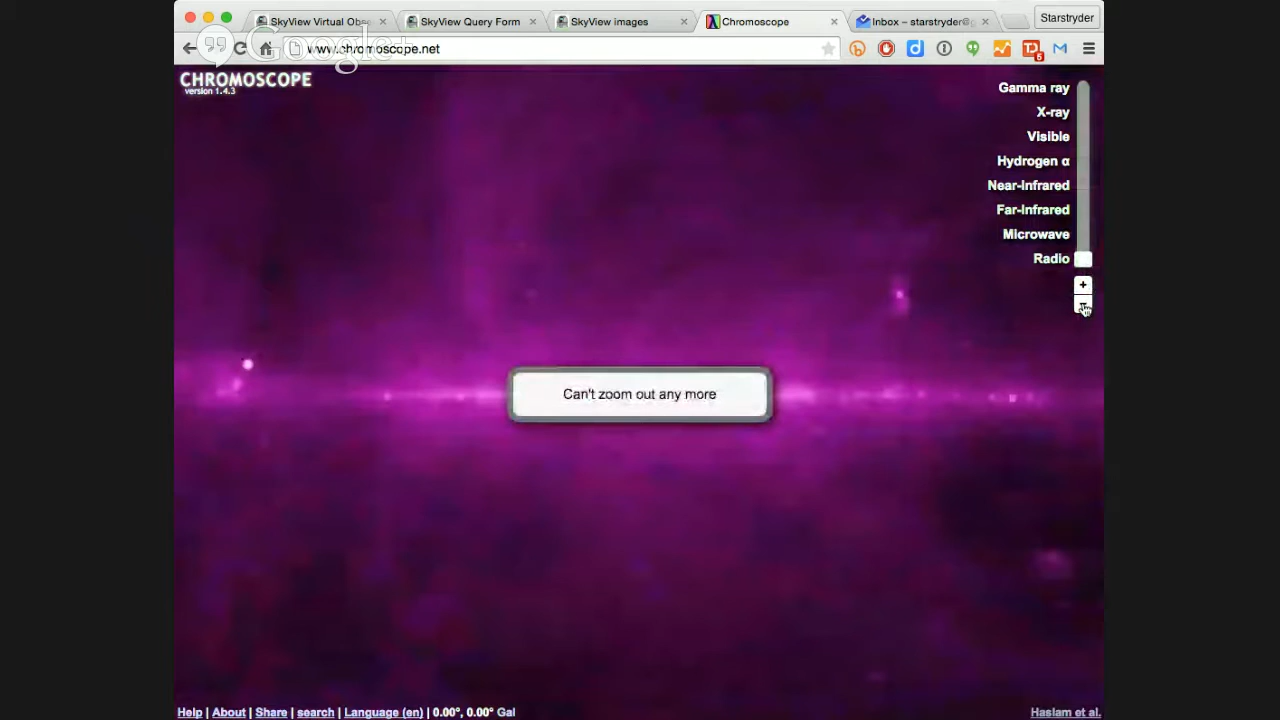 SkyView Virtual Obs
SkyView Query Form
SkyView images
Chromoscope
Inbox – starstryder@g
Starstryder
Google+
www.chromoscope.net
5
CHROMOSCOPE
version 1.4.3
Gamma ray
X-ray
Visible
Hydrogen α
Near-Infrared
Far-Infrared
Microwave
Radio
+
Can't zoom out any more
Help | About | Share | search | Language (en) | 0.00°, 0.00° Gal
Haslam et al.